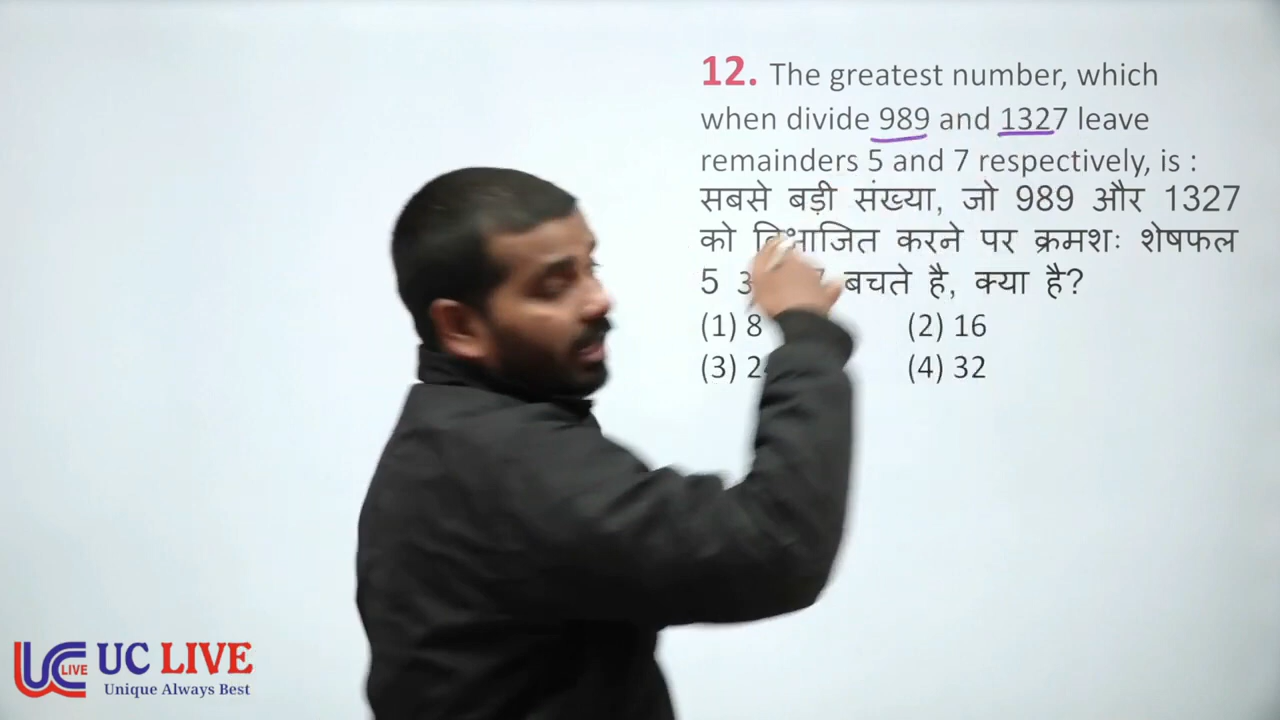 12. The greatest number, which
when divide 989 and 1327 leave
remainders 5 and 7 respectively, is :
सबसे बड़ी संख्या, जो 989 और 1327
को विभाजित करने पर क्रमशः शेषफल
5 बचते है, क्या है?
(1) 8 (2) 16
(3) (4) 32
UC LIVE UC LIVE
Unique Always Best